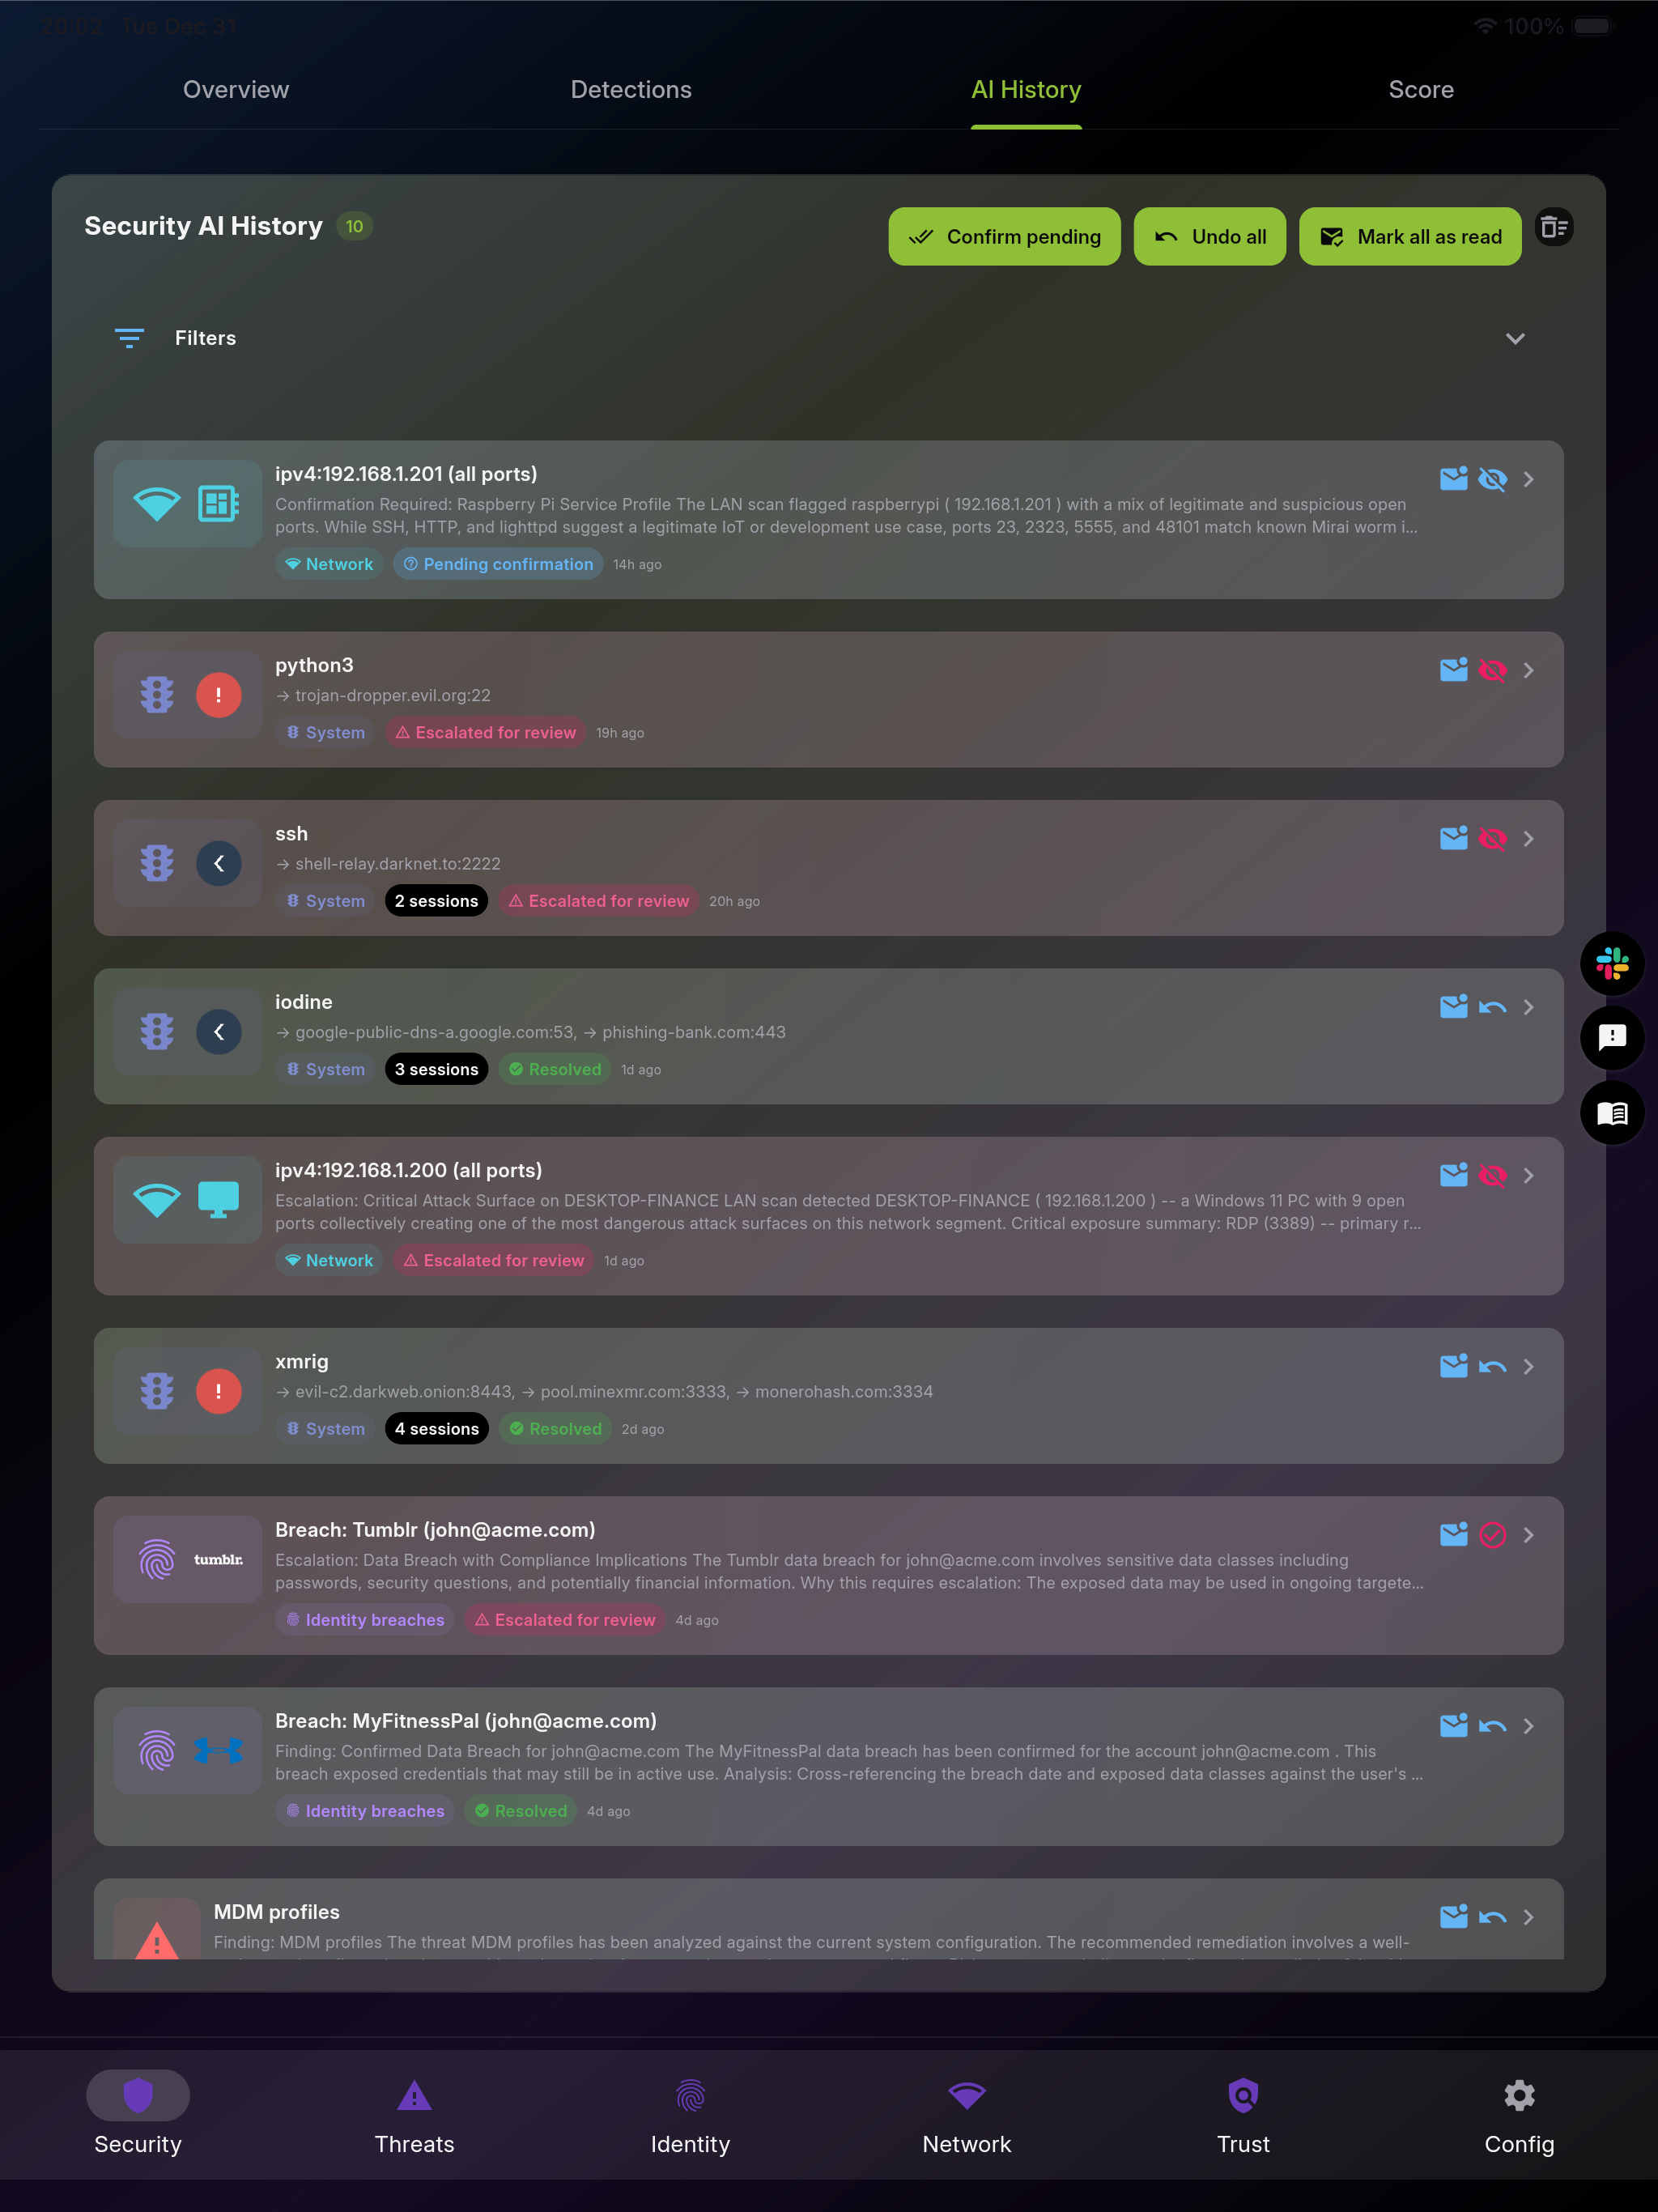 20:02 Tue Dec 31
100%
Overview
Detections
AI History
Score
Security AI History 10
Confirm pending
Undo all
Mark all as read
Filters
ipv4:192.168.1.201 (all ports)
Confirmation Required: Raspberry Pi Service Profile The LAN scan flagged raspberrypi ( 192.168.1.201 ) with a mix of legitimate and suspicious open
ports. While SSH, HTTP, and lighttpd suggest a legitimate IoT or development use case, ports 23, 2323, 5555, and 48101 match known Mirai worm i...
Network Pending confirmation 14h ago
python3
→ trojan-dropper.evil.org:22
System Escalated for review 19h ago
ssh
→ shell-relay.darknet.to:2222
System 2 sessions Escalated for review 20h ago
iodine
→ google-public-dns-a.google.com:53, → phishing-bank.com:443
System 3 sessions Resolved 1d ago
ipv4:192.168.1.200 (all ports)
Escalation: Critical Attack Surface on DESKTOP-FINANCE LAN scan detected DESKTOP-FINANCE ( 192.168.1.200 ) -- a Windows 11 PC with 9 open
ports collectively creating one of the most dangerous attack surfaces on this network segment. Critical exposure summary: RDP (3389) -- primary r...
Network Escalated for review 1d ago
xmrig
→ evil-c2.darkweb.onion:8443, → pool.minexmr.com:3333, → monerohash.com:3334
System 4 sessions Resolved 2d ago
tumblr.
Breach: Tumblr (john@acme.com)
Escalation: Data Breach with Compliance Implications The Tumblr data breach for john@acme.com involves sensitive data classes including
passwords, security questions, and potentially financial information. Why this requires escalation: The exposed data may be used in ongoing targete...
Identity breaches Escalated for review 4d ago
Breach: MyFitnessPal (john@acme.com)
Finding: Confirmed Data Breach for john@acme.com The MyFitnessPal data breach has been confirmed for the account john@acme.com . This
breach exposed credentials that may still be in active use. Analysis: Cross-referencing the breach date and exposed data classes against the user's ...
Identity breaches Resolved 4d ago
MDM profiles
Finding: MDM profiles The threat MDM profiles has been analyzed against the current system configuration. The recommended remediation involves a well-
Security
Threats
Identity
Network
Trust
Config